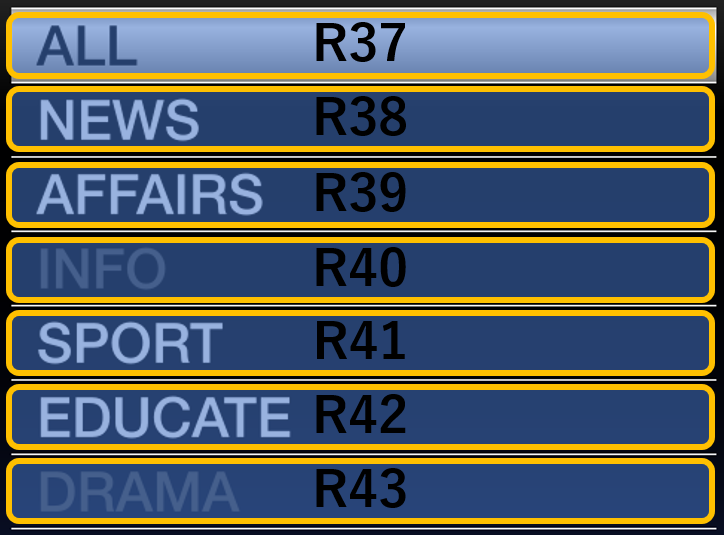 ALL R37
NEWS R38
AFFAIRS R39
INFO R40
SPORT R41
EDUCATE R42
DRAMA R43